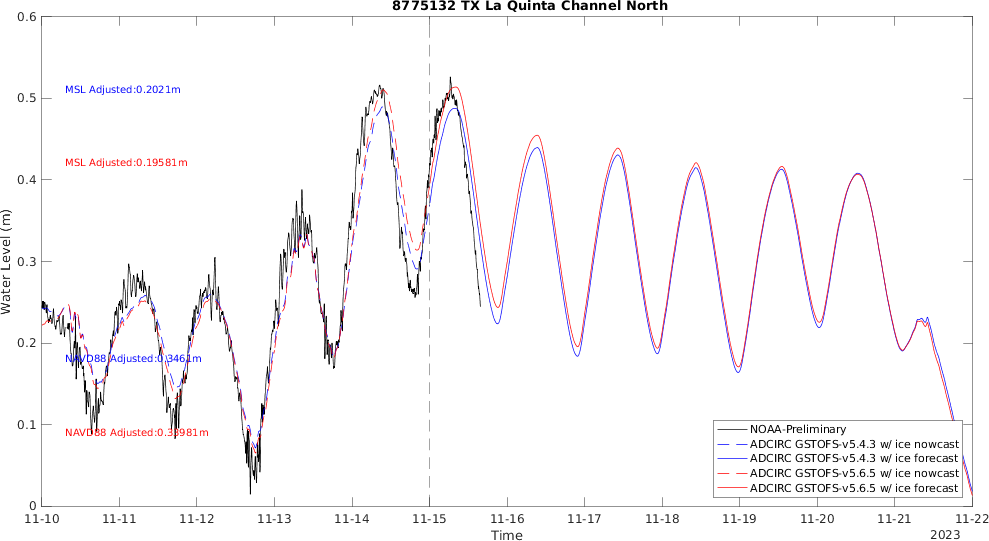 8775132 TX La Quinta Channel North
0.6
0.5
0.4
0.3
0.2
0.1
0
Water Level (m)
MSL Adjusted:0.2021m
MSL Adjusted:0.19581m
NAVD88 Adjusted:0.3461m
NAVD88 Adjusted:0.33981m
NOAA-Preliminary
ADCIRC GSTOFS-v5.4.3 w/ ice nowcast
ADCIRC GSTOFS-v5.4.3 w/ ice forecast
ADCIRC GSTOFS-v5.6.5 w/ ice nowcast
ADCIRC GSTOFS-v5.6.5 w/ ice forecast
11-10 11-11 11-12 11-13 11-14 11-15 11-16 11-17 11-18 11-19 11-20 11-21 11-22
Time
2023